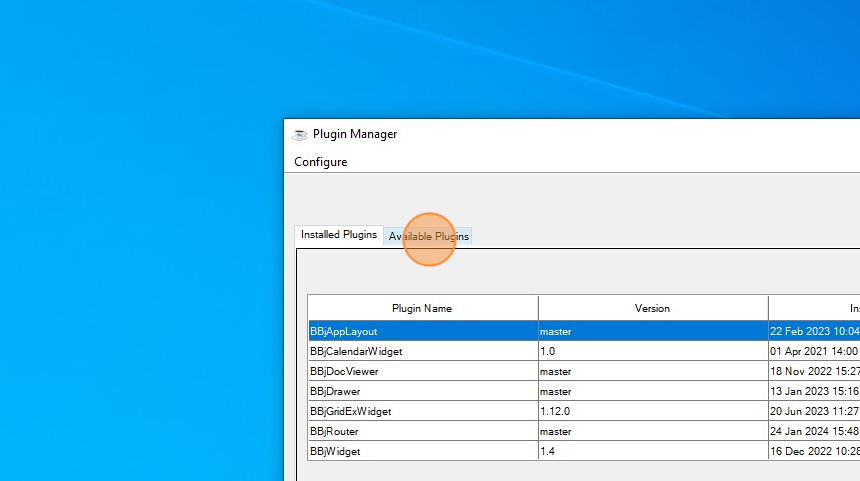 Plugin Manager
Configure
Installed Plugins Available Plugins
Plugin Name Version
BBjAppLayout master 22 Feb 2023 10:04
BBjCalendarWidget 1.0 01 Apr 2021 14:00
BBjDocViewer master 18 Nov 2022 15:27
BBjDrawer master 13 Jan 2023 15:16
BBjGridExWidget 1.12.0 20 Jun 2023 11:27
BBjRouter master 24 Jan 2024 15:48
BBjWidget 1.4 16 Dec 2022 10:28